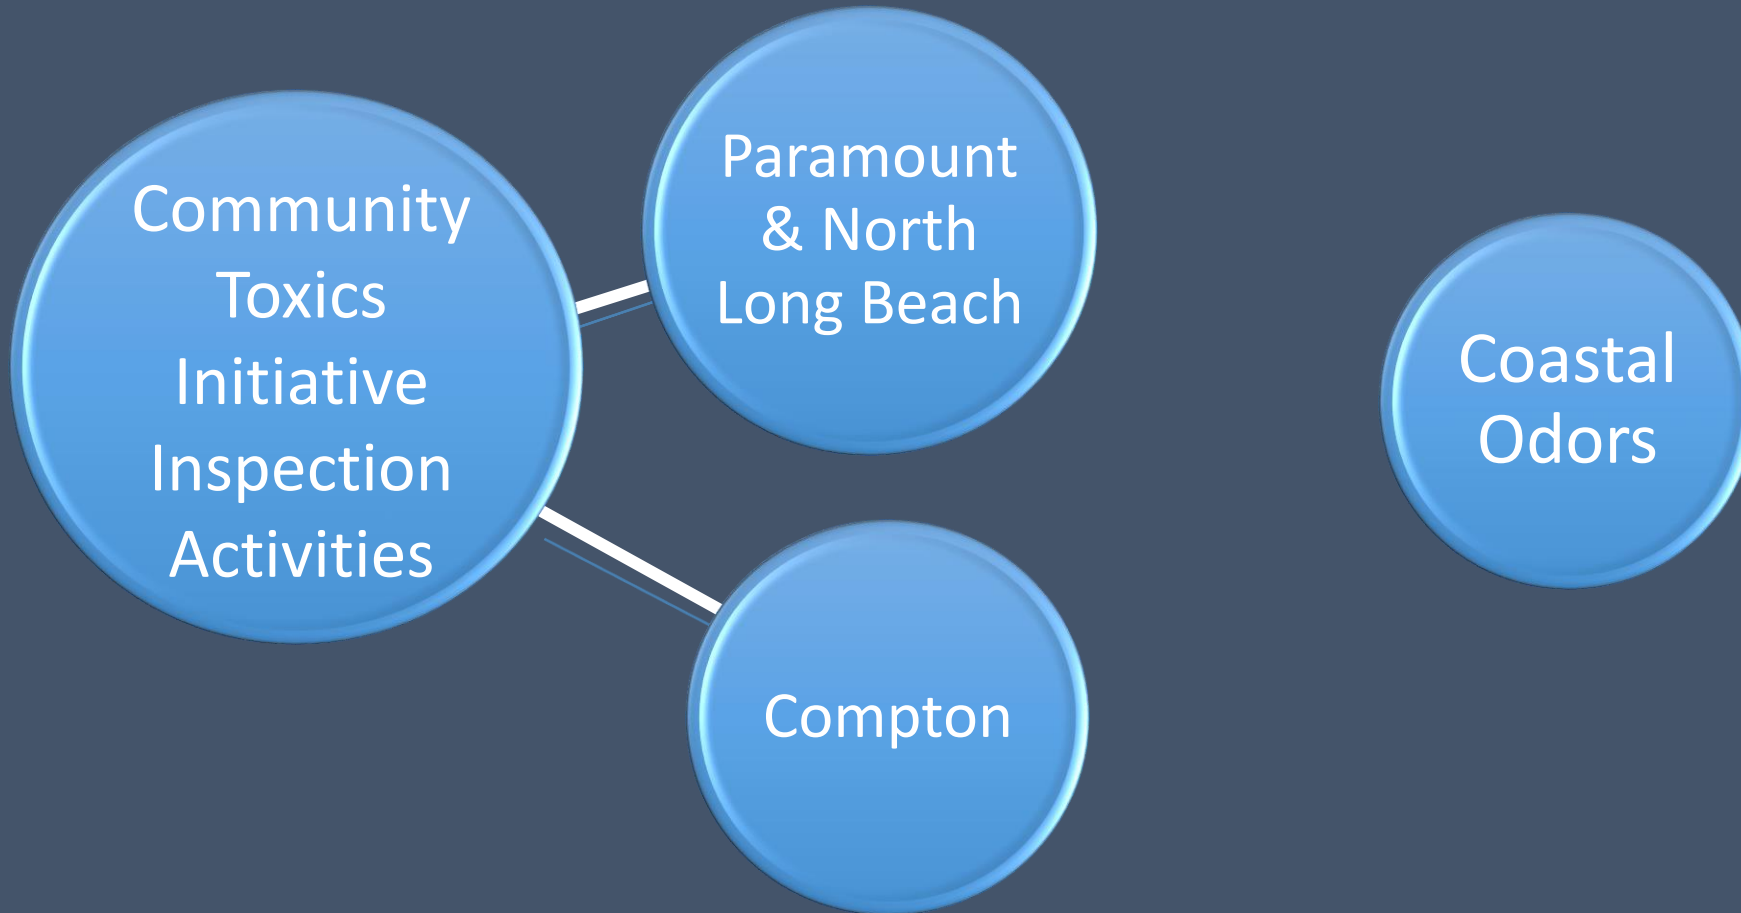 Community
Toxics
Initiative
Inspection
Activities
Paramount
& North
Long Beach
Compton
Coastal
Odors